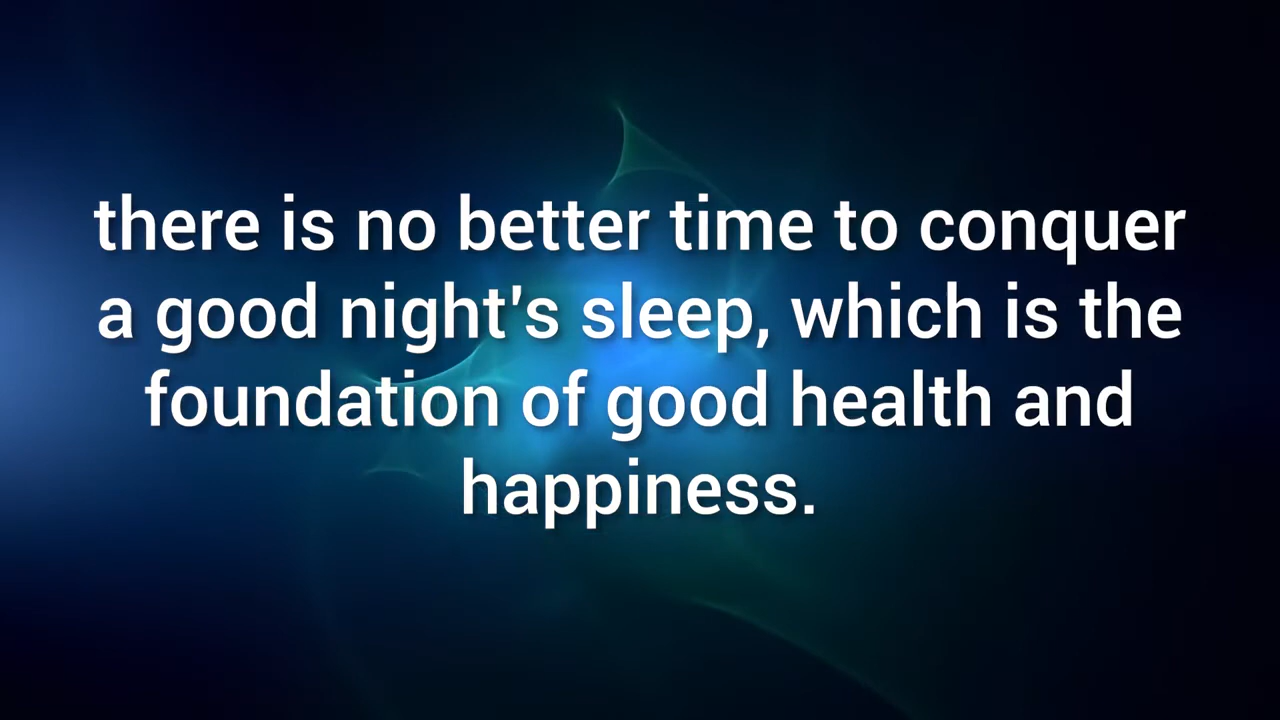 there is no better time to conquer
a good night's sleep, which is the
foundation of good health and
happiness.